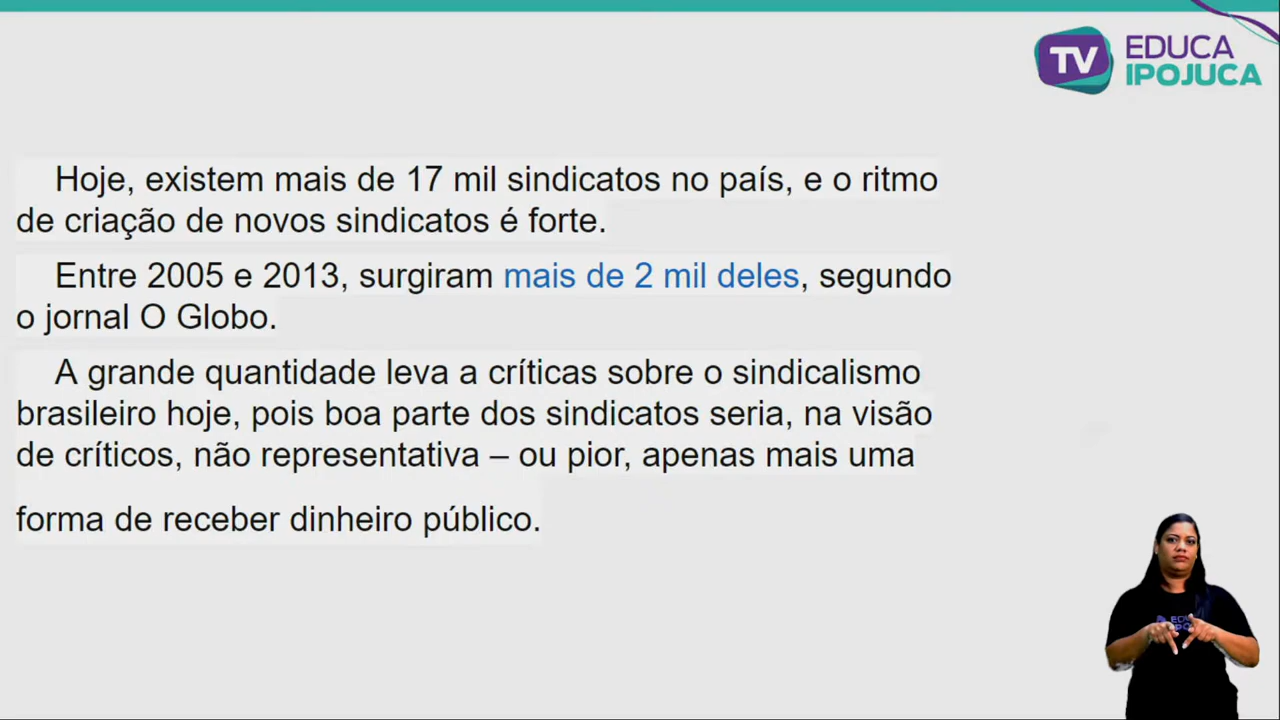 TV EDUCA
IPOJUCA
Hoje, existem mais de 17 mil sindicatos no país, e o ritmo
de criação de novos sindicatos é forte.
Entre 2005 e 2013, surgiram mais de 2 mil deles, segundo
o jornal O Globo.
A grande quantidade leva a críticas sobre o sindicalismo
brasileiro hoje, pois boa parte dos sindicatos seria, na visão
de críticos, não representativa – ou pior, apenas mais uma
forma de receber dinheiro público.